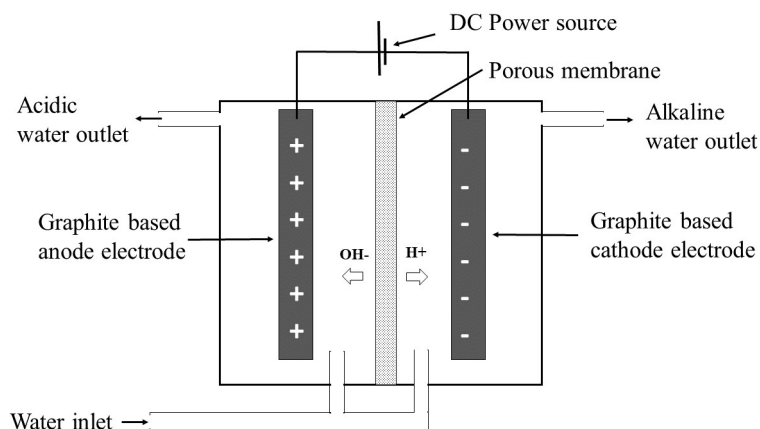 DC Power source
Porous membrane
Acidic
water outlet
Alkaline
water outlet
+
+
+
+
+
+
-
-
-
-
-
-
Graphite based
anode electrode
Graphite based
cathode electrode
OH-
H+
Water inlet